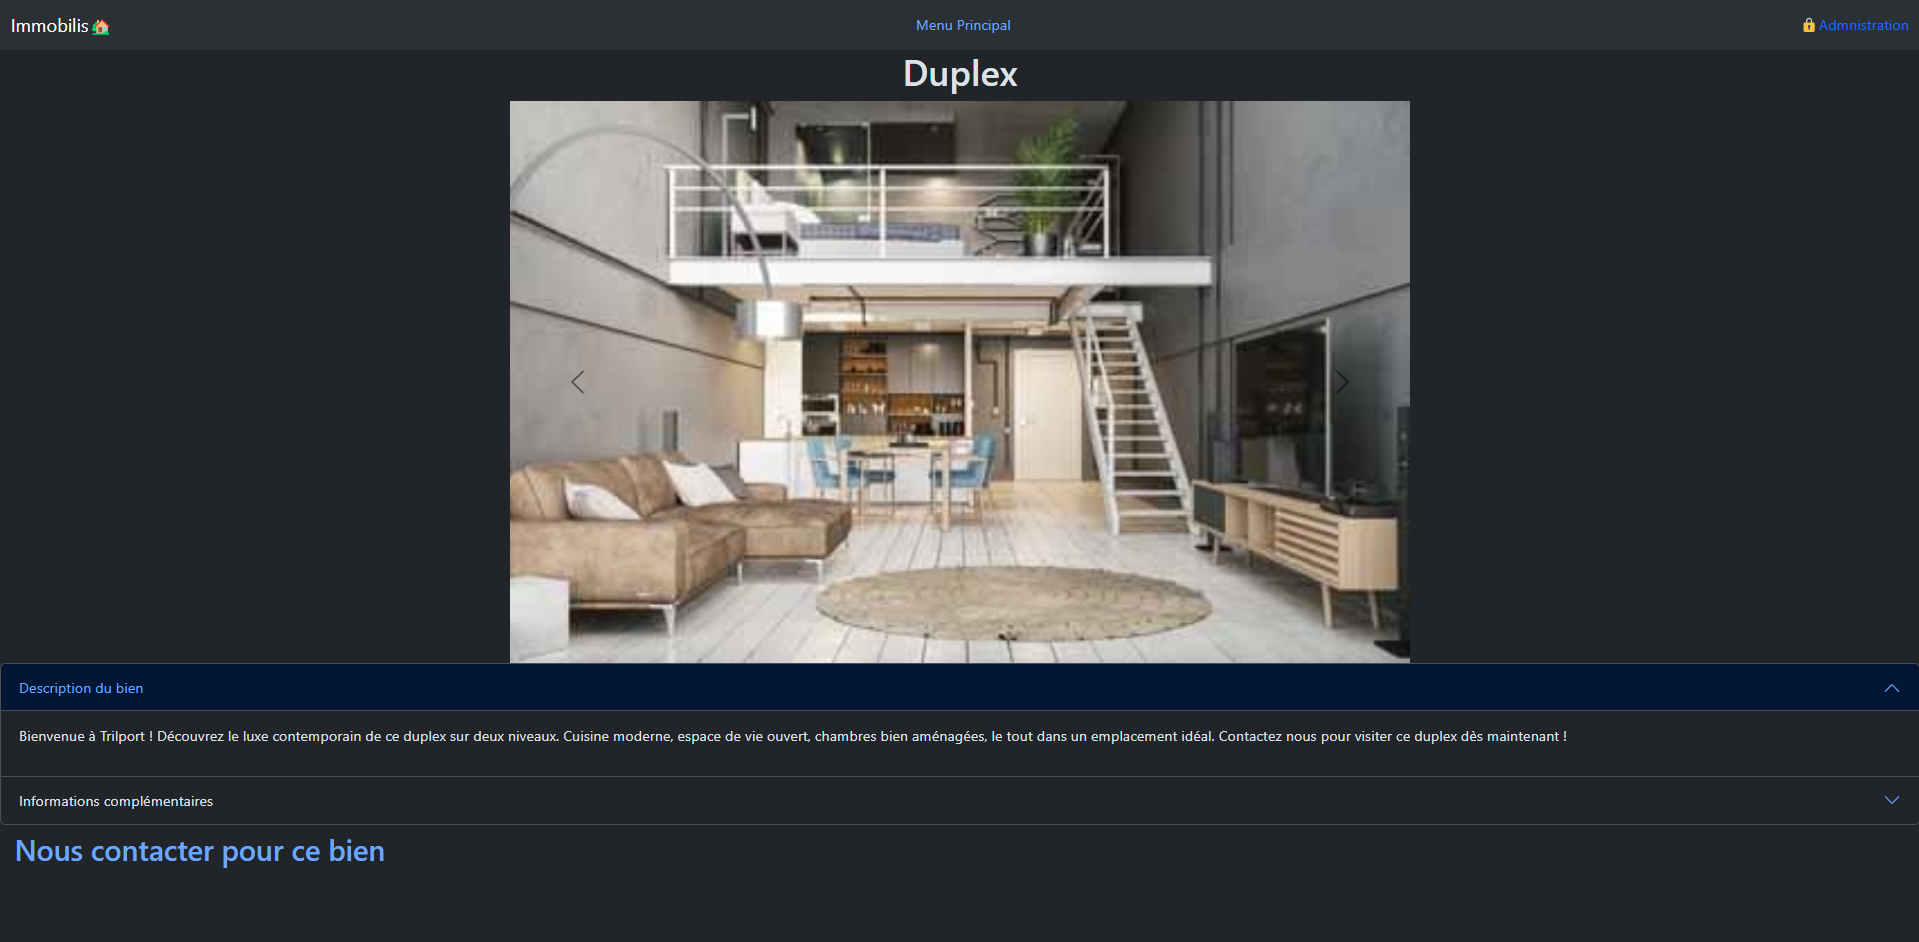 Immobilis🏠
Menu Principal
🔒Admnistration
Duplex
Description du bien
Bienvenue à Trilport ! Découvrez le luxe contemporain de ce duplex sur deux niveaux. Cuisine moderne, espace de vie ouvert, chambres bien aménagées, le tout dans un emplacement idéal. Contactez nous pour visiter ce duplex dès maintenant !
Informations complémentaires
Nous contacter pour ce bien